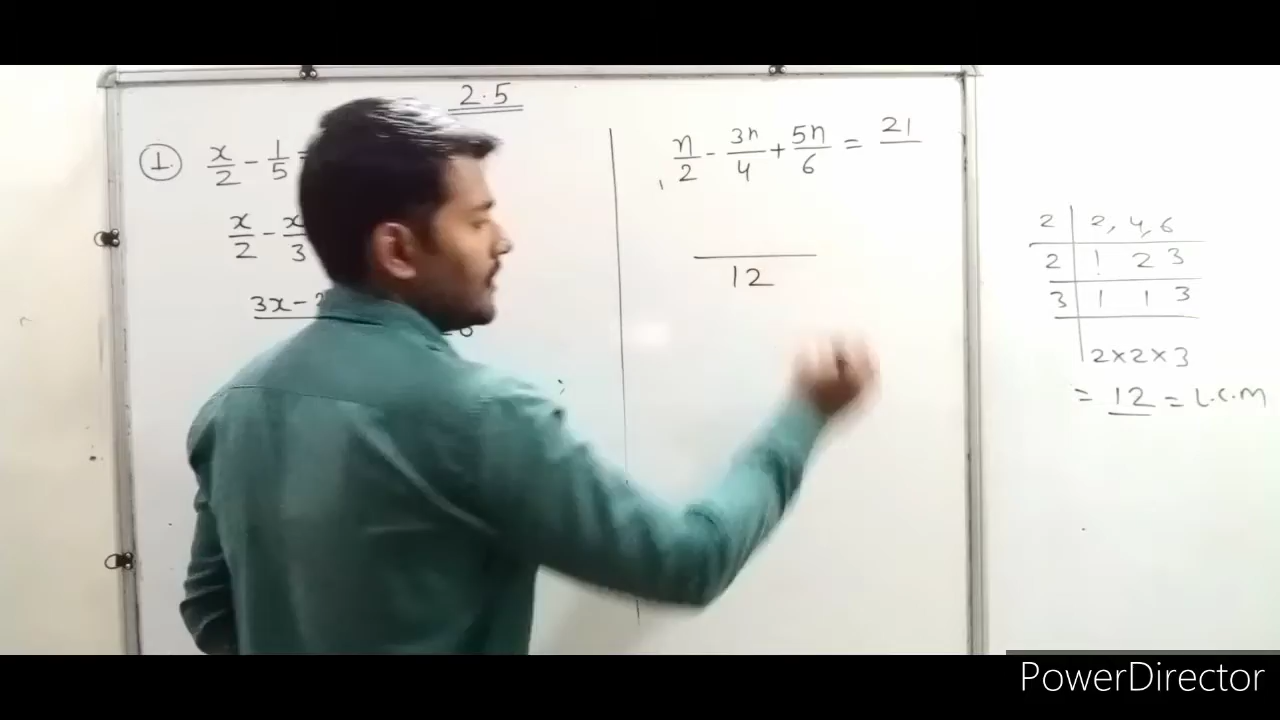 2.5
1. x/2 - 1/5 =
x/2 - x/3
3x -
n/2 - 3n/4 + 5n/6 = 21
12
2 | 2, 4, 6
2 | 1 2 3
3 | 1 1 3
2×2×3
= 12 = L.C.M
PowerDirector